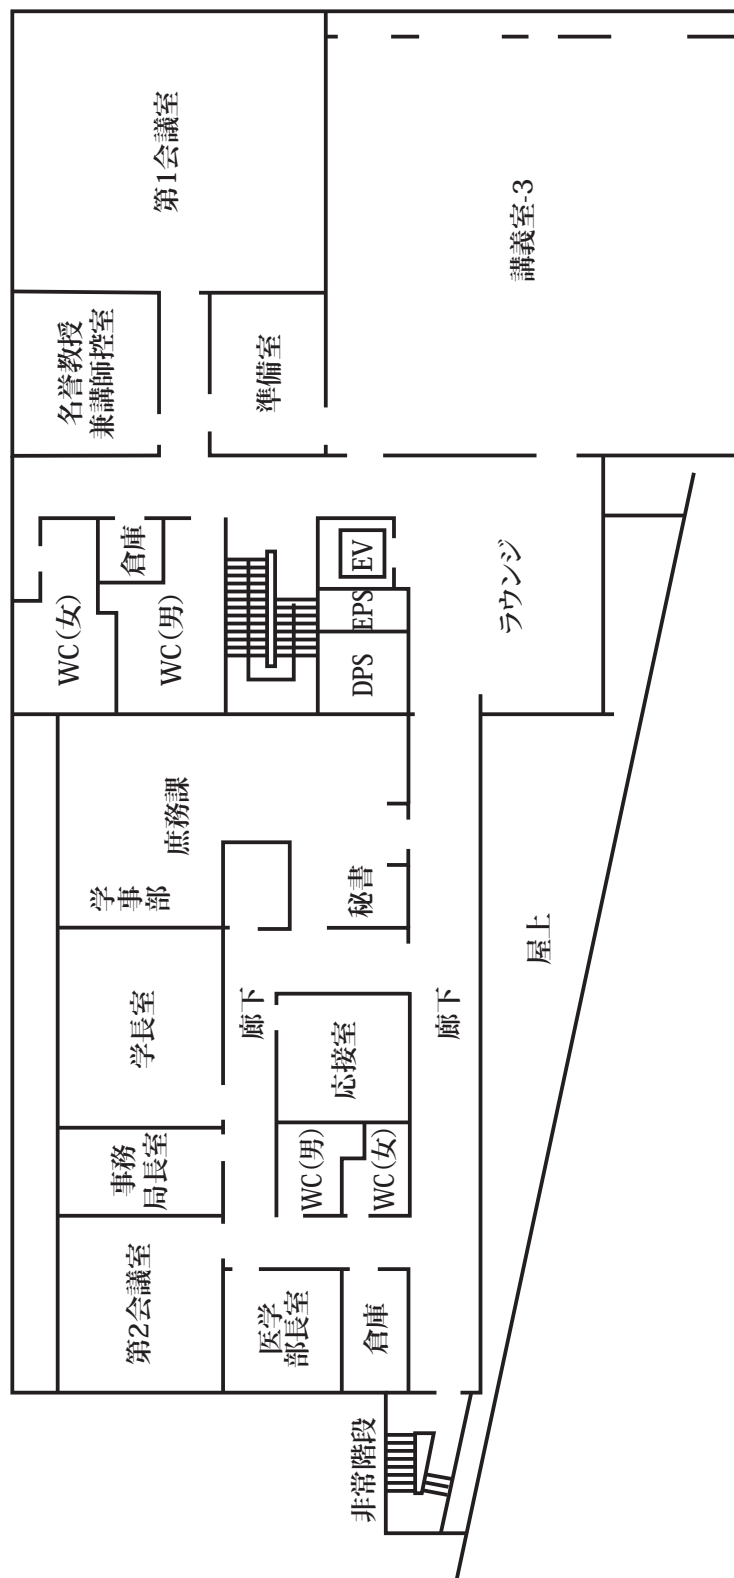 第1会議室
講義室-3
名誉教授
兼講師控室
準備室
倉庫
WC(女)
WC(男)
EV
EPS
DPS
ラウンジ
庶務課
学事部
秘書
屋上
学長室
廊下
応接室
廊下
事務
局長室
WC(男)
WC(女)
第2会議室
医学
部長室
倉庫
非常階段